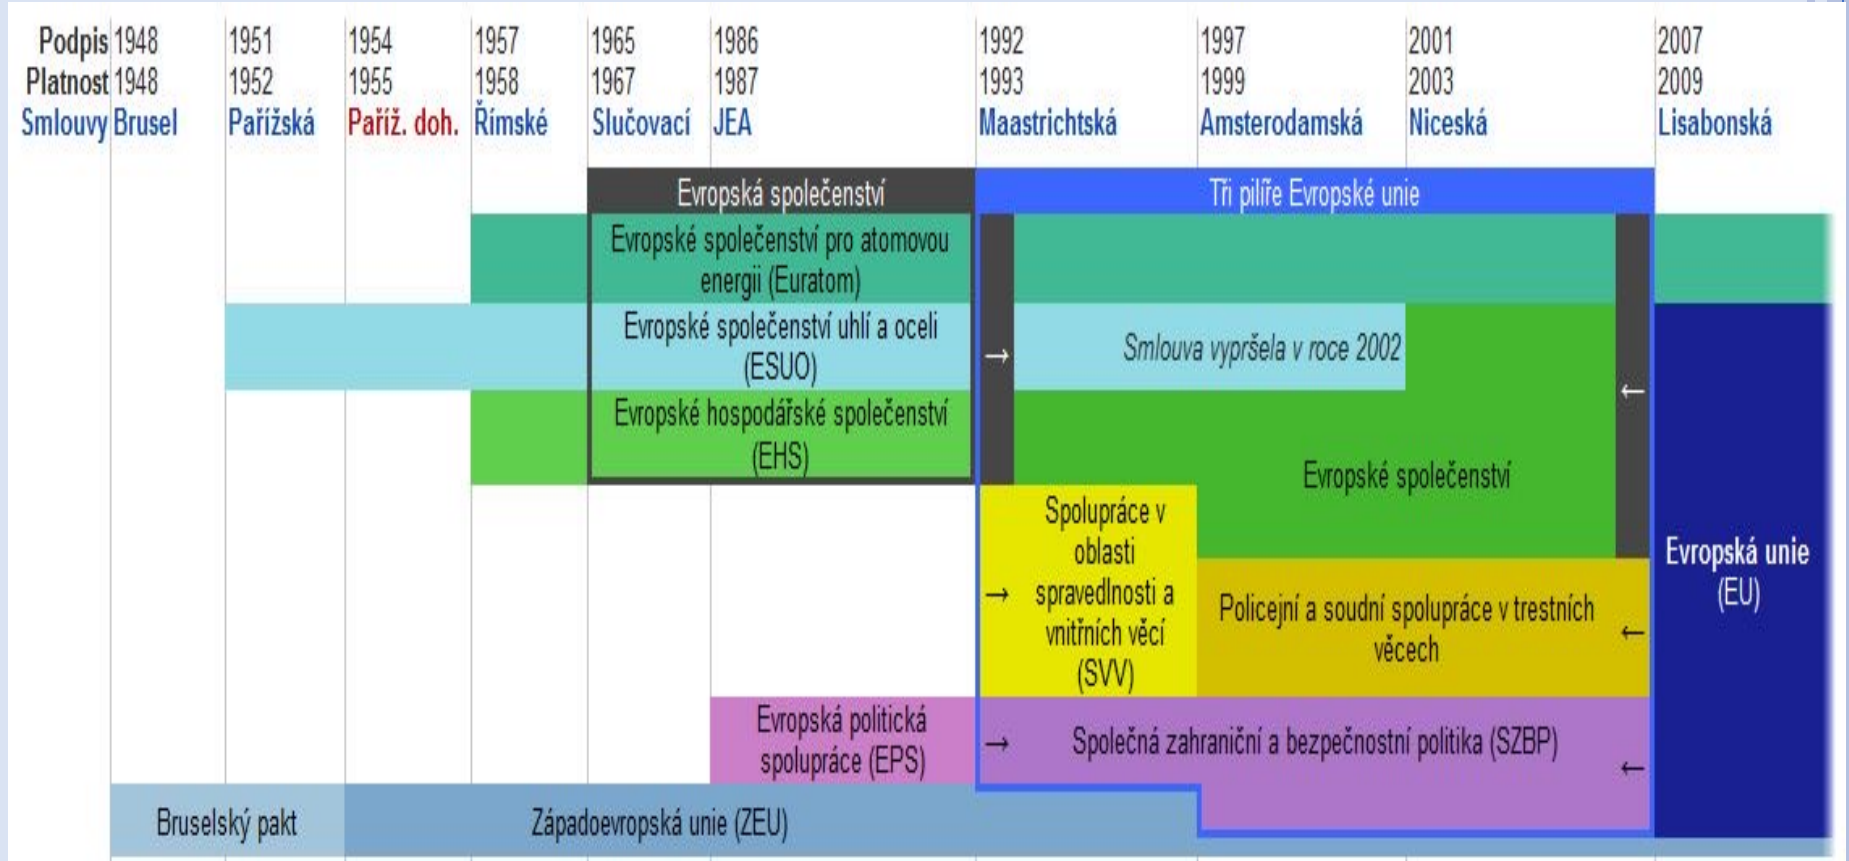 Podpis 1948 1951 1954 1957 1965 1986 1992 1997 2001 2007
Platnost 1948 1952 1955 1958 1967 1987 1993 1999 2003 2009
Smlouvy Brusel Pařížská Paříž. doh. Římské Slučovací JEA Maastrichtská Amsterodamská Niceská Lisabonská
Evropská společenství
Tři pilíře Evropské unie
Evropské společenství pro atomovou
energii (Euratom)
Evropské společenství uhlí a oceli
(ESUO)
→
Smlouva vypršela v roce 2002
←
Evropské hospodářské společenství
(EHS)
Evropské společenství
Spolupráce v
oblasti
→ spravedlnosti a
vnitřních věcí
(SVV)
Policejní a soudní spolupráce v trestních
věcech
←
Evropská unie
(EU)
Evropská politická
spolupráce (EPS)
→ Společná zahraniční a bezpečnostní politika (SZBP)
←
Bruselský pakt
Západoevropská unie (ZEU)